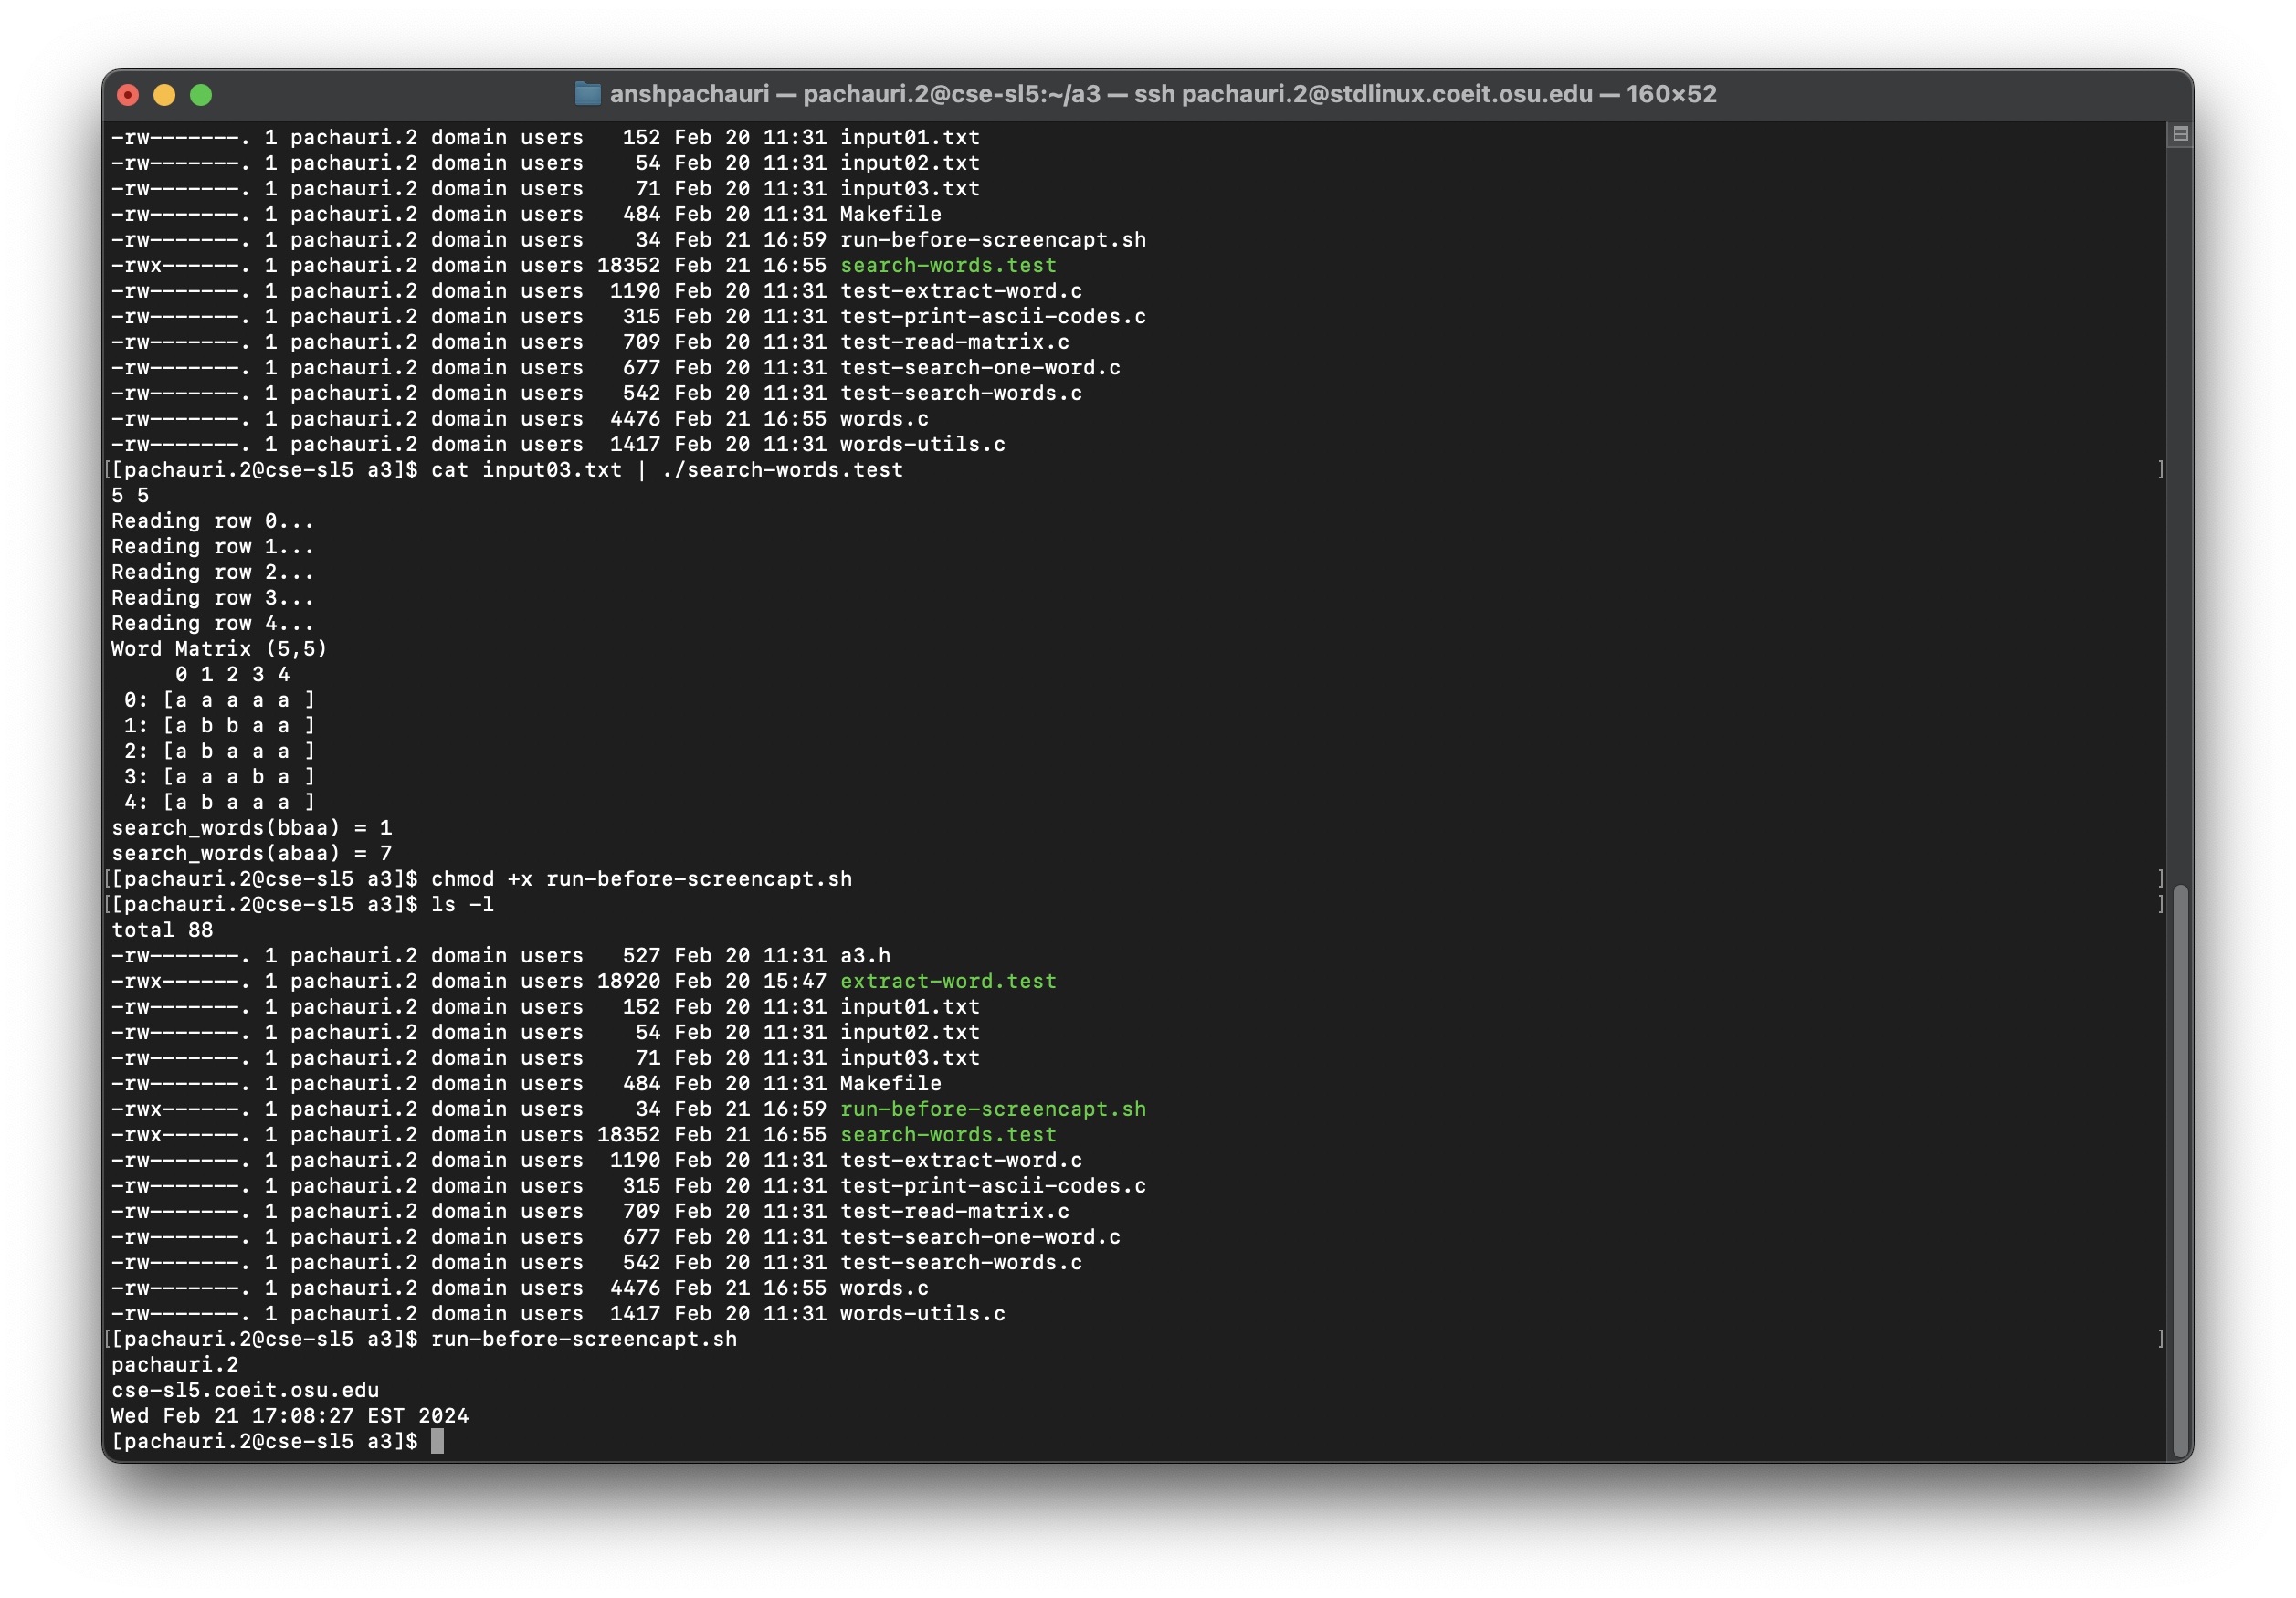 anshpachauri — pachauri.2@cse-sl5:~/a3 — ssh pachauri.2@stdlinux.coeit.osu.edu — 160×52
-rw-------. 1 pachauri.2 domain users   152 Feb 20 11:31 input01.txt
-rw-------. 1 pachauri.2 domain users    54 Feb 20 11:31 input02.txt
-rw-------. 1 pachauri.2 domain users    71 Feb 20 11:31 input03.txt
-rw-------. 1 pachauri.2 domain users   484 Feb 20 11:31 Makefile
-rw-------. 1 pachauri.2 domain users    34 Feb 21 16:59 run-before-screencapt.sh
-rwx------. 1 pachauri.2 domain users 18352 Feb 21 16:55 search-words.test
-rw-------. 1 pachauri.2 domain users  1190 Feb 20 11:31 test-extract-word.c
-rw-------. 1 pachauri.2 domain users   315 Feb 20 11:31 test-print-ascii-codes.c
-rw-------. 1 pachauri.2 domain users   709 Feb 20 11:31 test-read-matrix.c
-rw-------. 1 pachauri.2 domain users   677 Feb 20 11:31 test-search-one-word.c
-rw-------. 1 pachauri.2 domain users   542 Feb 20 11:31 test-search-words.c
-rw-------. 1 pachauri.2 domain users  4476 Feb 21 16:55 words.c
-rw-------. 1 pachauri.2 domain users  1417 Feb 20 11:31 words-utils.c
[[pachauri.2@cse-sl5 a3]$ cat input03.txt | ./search-words.test ]
5 5
Reading row 0...
Reading row 1...
Reading row 2...
Reading row 3...
Reading row 4...
Word Matrix (5,5)
     0 1 2 3 4
 0: [a a a a a ]
 1: [a b b a a ]
 2: [a b a a a ]
 3: [a a a b a ]
 4: [a b a a a ]
search_words(bbaa) = 1
search_words(abaa) = 7
[[pachauri.2@cse-sl5 a3]$ chmod +x run-before-screencapt.sh ]
[[pachauri.2@cse-sl5 a3]$ ls -l ]
total 88
-rw-------. 1 pachauri.2 domain users   527 Feb 20 11:31 a3.h
-rwx------. 1 pachauri.2 domain users 18920 Feb 20 15:47 extract-word.test
-rw-------. 1 pachauri.2 domain users   152 Feb 20 11:31 input01.txt
-rw-------. 1 pachauri.2 domain users    54 Feb 20 11:31 input02.txt
-rw-------. 1 pachauri.2 domain users    71 Feb 20 11:31 input03.txt
-rw-------. 1 pachauri.2 domain users   484 Feb 20 11:31 Makefile
-rwx------. 1 pachauri.2 domain users    34 Feb 21 16:59 run-before-screencapt.sh
-rwx------. 1 pachauri.2 domain users 18352 Feb 21 16:55 search-words.test
-rw-------. 1 pachauri.2 domain users  1190 Feb 20 11:31 test-extract-word.c
-rw-------. 1 pachauri.2 domain users   315 Feb 20 11:31 test-print-ascii-codes.c
-rw-------. 1 pachauri.2 domain users   709 Feb 20 11:31 test-read-matrix.c
-rw-------. 1 pachauri.2 domain users   677 Feb 20 11:31 test-search-one-word.c
-rw-------. 1 pachauri.2 domain users   542 Feb 20 11:31 test-search-words.c
-rw-------. 1 pachauri.2 domain users  4476 Feb 21 16:55 words.c
-rw-------. 1 pachauri.2 domain users  1417 Feb 20 11:31 words-utils.c
[[pachauri.2@cse-sl5 a3]$ run-before-screencapt.sh ]
pachauri.2
cse-sl5.coeit.osu.edu
Wed Feb 21 17:08:27 EST 2024
[pachauri.2@cse-sl5 a3]$